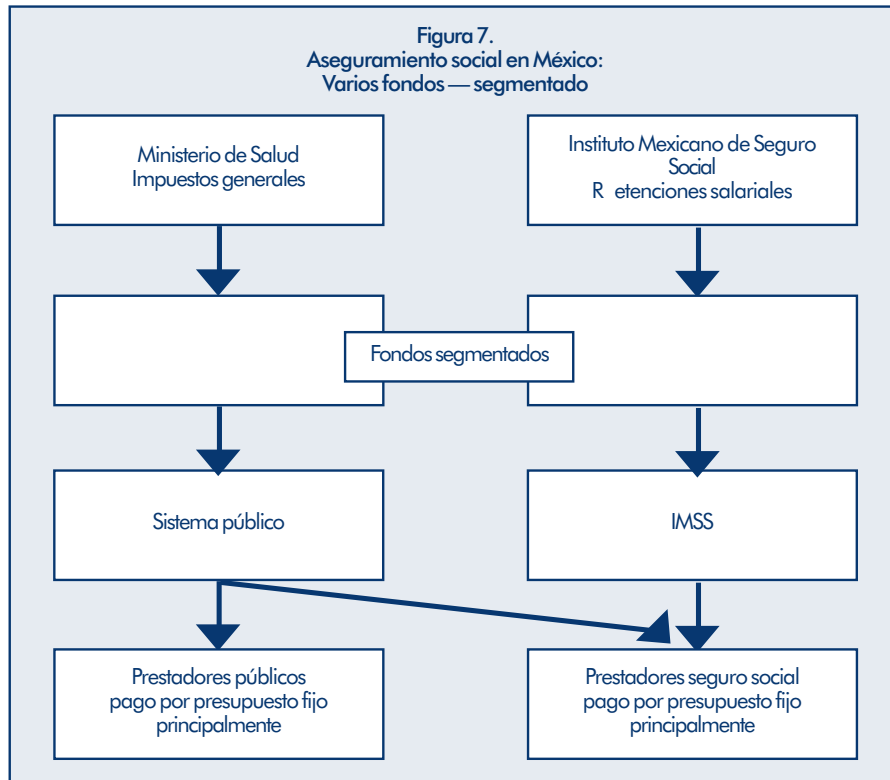 Figura 7.
Aseguramiento social en México:
Varios fondos — segmentado
Ministerio de Salud
Impuestos generales
Instituto Mexicano de Seguro
Social
R etenciones salariales
Fondos segmentados
Sistema público
IMSS
Prestadores públicos
pago por presupuesto fijo
principalmente
Prestadores seguro social
pago por presupuesto fijo
principalmente